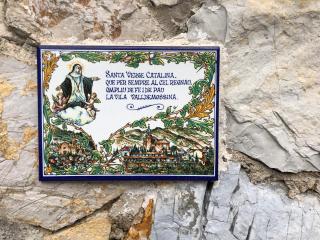 SANTA VERGE CATALINA,
QUE PER SEMPRE AL CEL REGNAU,
OMPLIU DE FE I DE PAU
LA VILA VALLDEMOSSINA.